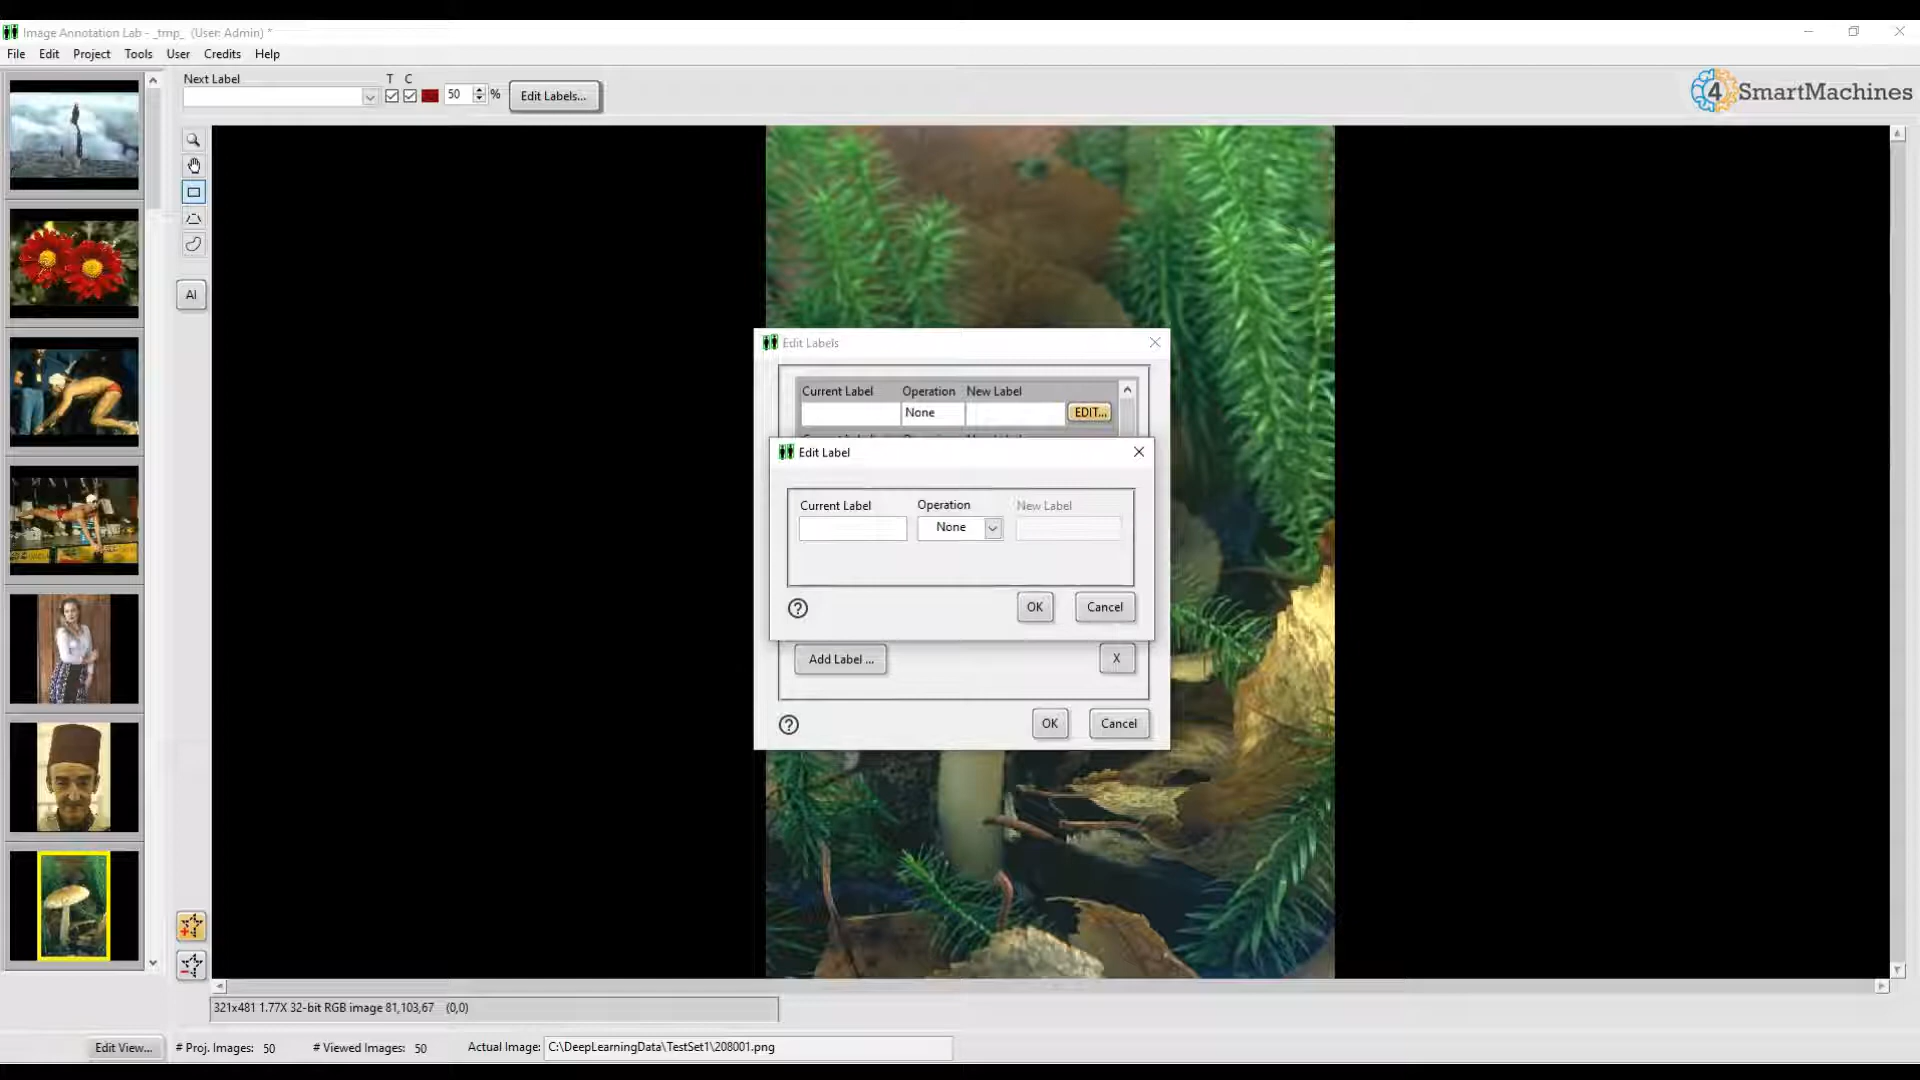 Image Annotation Lab - _tmp_ (User: Admin) *
File Edit Project Tools User Credits Help
Next Label T C
50 % Edit Labels...
4 SmartMachines
AI
Edit Labels
Current Label Operation New Label
None EDIT...
Edit Label
Current Label Operation New Label
None
OK Cancel
Add Label ... X
OK Cancel
321x481 1.77X 32-bit RGB image 81,103,67 (0,0)
Edit View... # Proj. Images: 50 # Viewed Images: 50 Actual Image: C:\DeepLearningData\TestSet1\208001.png